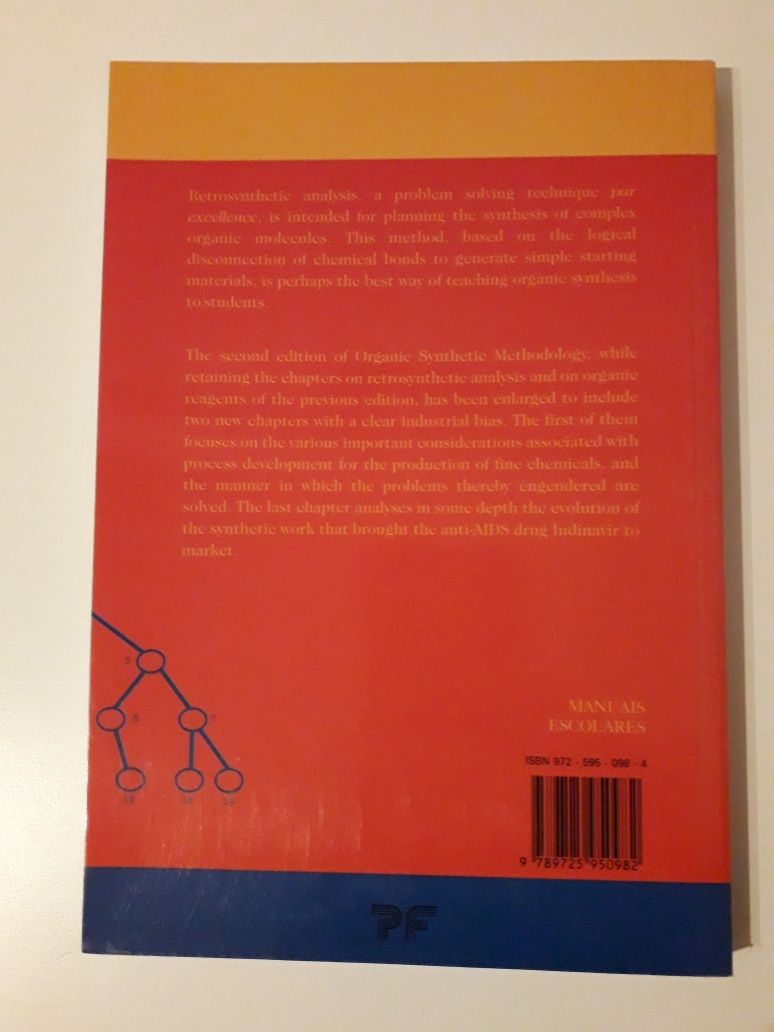 Retrosynthetic analysis, a problem solving technique par
excellence, is intended for planning the synthesis of complex
organic molecules. This method, based on the logical
disconnection of chemical bonds to generate simple starting
materials, is perhaps the best way of teaching organic synthesis
to students.
The second edition of Organic Synthetic Methodology, while
retaining the chapters on retrosynthetic analysis and on organic
reagents of the previous edition, has been enlarged to include
two new chapters with a clear industrial bias. The first of them
focuses on the various important considerations associated with
process development for the production of fine chemicals, and
the manner in which the problems thereby engendered are
solved. The last chapter analyses in some depth the evolution of
the synthetic work that brought the anti-AIDS drug Indinavir to
market.
6
7
MANUAIS
ESCOLARES
ISBN 972 - 595 - 098 - 4
9 789725 950982
PF